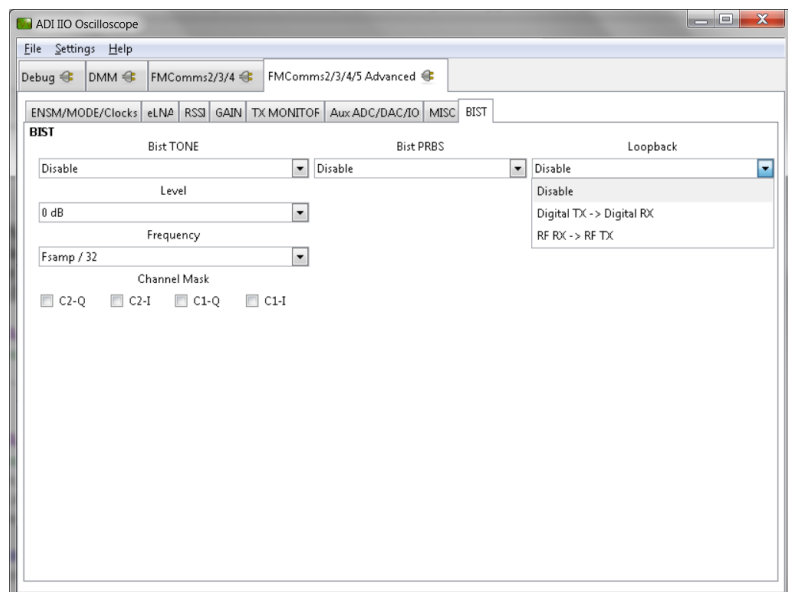 ADI IIO Oscilloscope
File Settings Help
Debug DMM FMComms2/3/4 FMComms2/3/4/5 Advanced
ENSM/MODE/Clocks eLNA RSSI GAIN TX MONITOR Aux ADC/DAC/IO MISC BIST
BIST
Bist TONE Bist PRBS Loopback
Disable Disable Disable
Level Disable
0 dB Digital TX -> Digital RX
Frequency RF RX -> RF TX
Fsamp / 32
Channel Mask
C2-Q C2-I C1-Q C1-I